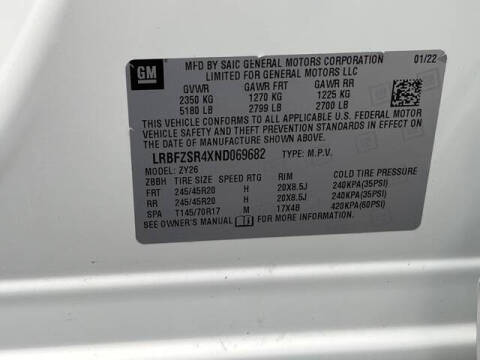 GM
MFD BY SAIC GENERAL MOTORS CORPORATION 01/22
LIMITED FOR GENERAL MOTORS LLC
GVWR GAWR FRT GAWR RR
2350 KG 1270 KG 1225 KG
5180 LB 2799 LB 2700 LB
THIS VEHICLE CONFORMS TO ALL APPLICABLE U.S. FEDERAL MOTOR
VEHICLE SAFETY AND THEFT PREVENTION STANDARDS IN EFFECT ON
THE DATE OF MANUFACTURE SHOWN ABOVE.
LRBFZSR4XND069682 TYPE: M.P.V.
MODEL: ZY26
ZBBH TIRE SIZE SPEED RTG RIM COLD TIRE PRESSURE
FRT 245/45R20 H 20X8.5J 240KPA(35PSI)
RR 245/45R20 H 20X8.5J 240KPA(35PSI)
SPA T145/70R17 M 17X4B 420KPA(60PSI)
SEE OWNER'S MANUAL FOR MORE INFORMATION.